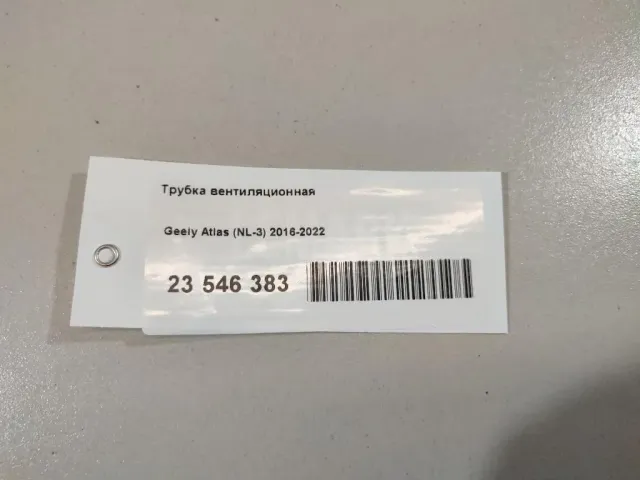 Трубка вентиляционная
Geely Atlas (NL-3) 2016-2022
23 546 383